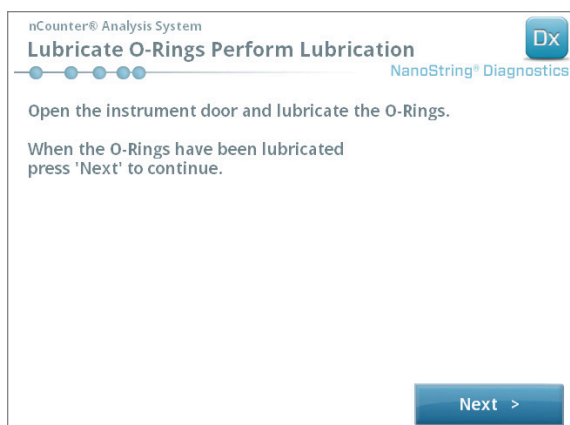 nCounter® Analysis System
Lubricate O-Rings Perform Lubrication
Dx
NanoString® Diagnostics
Open the instrument door and lubricate the O-Rings.
When the O-Rings have been lubricated
press 'Next' to continue.
Next >